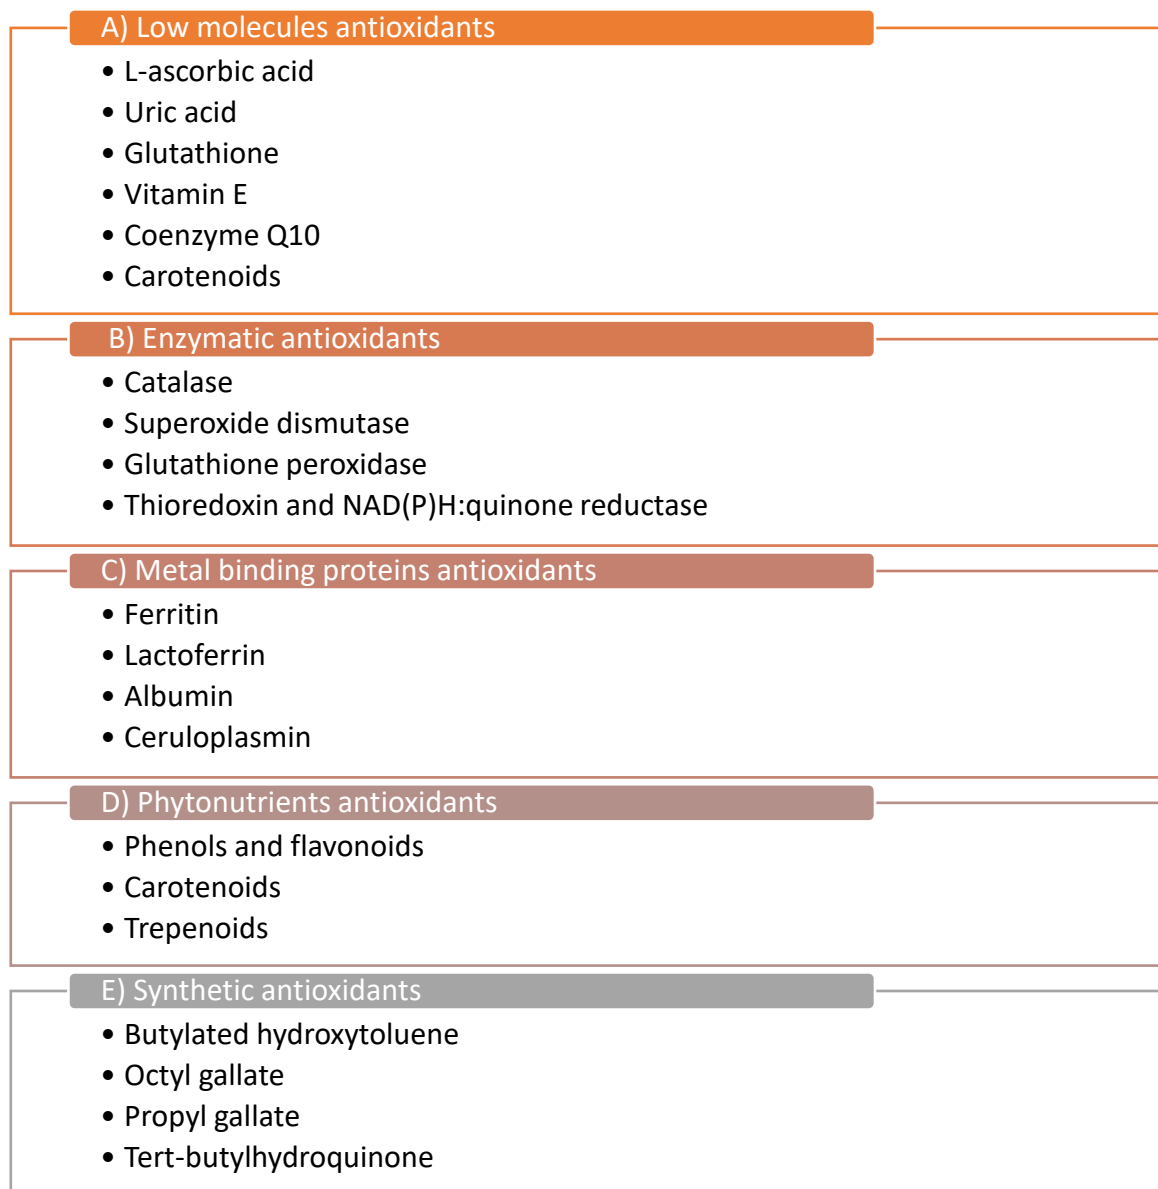 A) Low molecules antioxidants
• L-ascorbic acid
• Uric acid
• Glutathione
• Vitamin E
• Coenzyme Q10
• Carotenoids
B) Enzymatic antioxidants
• Catalase
• Superoxide dismutase
• Glutathione peroxidase
• Thioredoxin and NAD(P)H:quinone reductase
C) Metal binding proteins antioxidants
• Ferritin
• Lactoferrin
• Albumin
• Ceruloplasmin
D) Phytonutrients antioxidants
• Phenols and flavonoids
• Carotenoids
• Trepenoids
E) Synthetic antioxidants
• Butylated hydroxytoluene
• Octyl gallate
• Propyl gallate
• Tert-butylhydroquinone